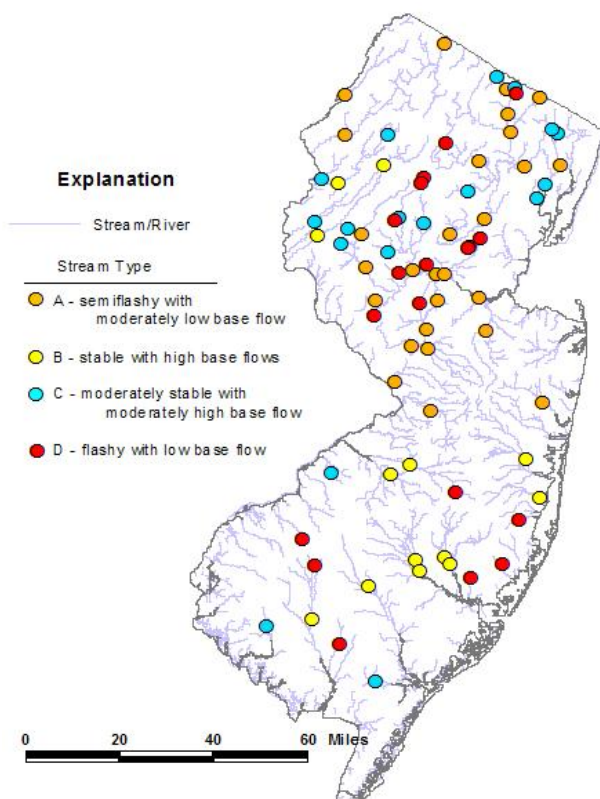 Explanation
Stream/River
Stream Type
A - semiflashy with
moderately low base flow
B - stable with high base flows
C - moderately stable with
moderately high base flow
D - flashy with low base flow
0 20 40 60 Miles